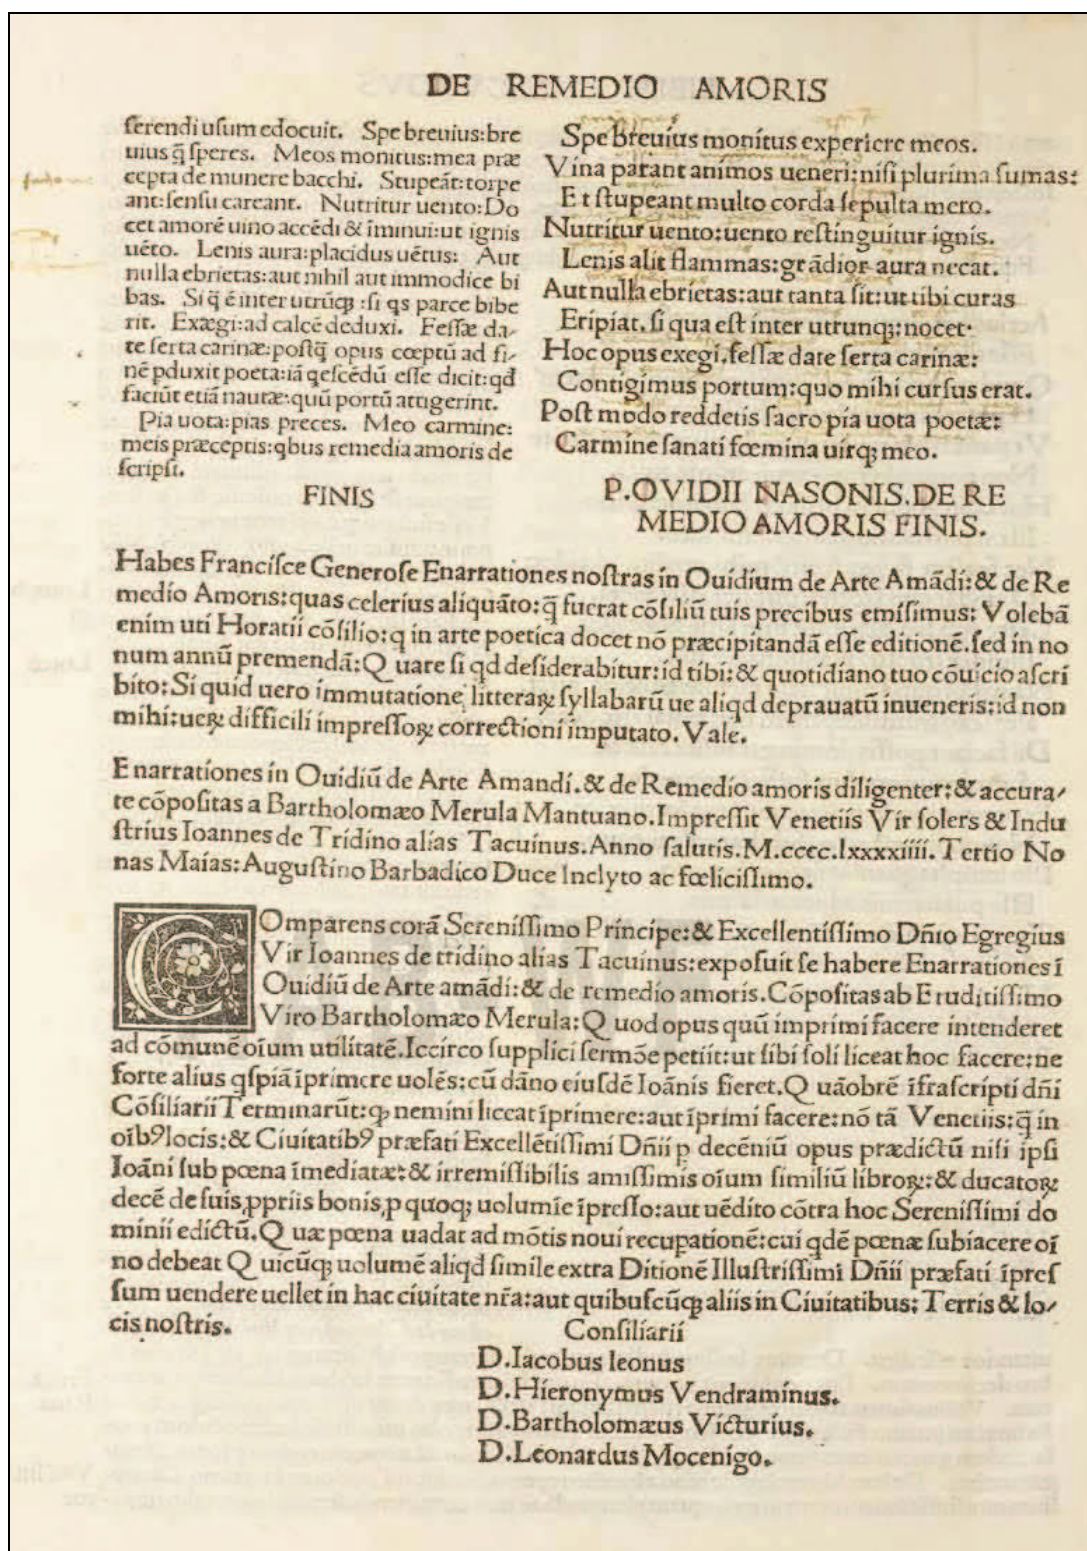 DE REMEDIO AMORIS
ſerendi uſum edocuit. Spe breuius:bre
uius q̄ ſperes. Meos monitus:mea præ
cepta de munere bacchi. Stupeāt:torpe
ant:ſenſu careant. Nutritur uento:Do
cet amorē uino accēdi & īminui:ut ignis
uēto. Lenis aura:placidus uētus: Aut
nulla ebrietas:aut nihil aut immodice bi
bas. Si q̄ ē inter utrūqꝫ :ſi qs parce bibe
rit. Exægi:ad calcē deduxi. Feſſæ da-
te ſerta carinæ:poſtq̄ opus cœptū ad fi-
nē pduxit poeta:iā qeſcēdū eſſe dicit:qd
faciūt etiā nautæ:quū portū attigerint.
Pia uota:pias preces. Meo carmine:
meis præceptis:qbus remedia amoris de
ſcripſi.
FINIS
Spe breuius monitus experiere meos.
Vina parant animos ueneri:niſi plurima ſumas:
Et ſtupeant multo corda ſepulta mero.
Nutritur uento:uento reſtinguitur ignis.
Lenis alit flammas:grādior aura necat.
Aut nulla ebrietas:aut tanta ſit:ut tibi curas
Eripiat. ſi qua eſt inter utrunqꝫ:nocet.
Hoc opus exegi.feſſæ date ſerta carinæ:
Contigimus portum:quo mihi curſus erat.
Poſt modo reddetis ſacro pia uota poetæ:
Carmine ſanati fœmina uirqꝫ meo.
P.OVIDII NASONIS.DE RE
MEDIO AMORIS FINIS.
Habes Franciſce Generoſe Enarrationes noſtras in Ouidium de Arte Amādi:& de Re
medio Amoris:quas celerius aliquāto:q̄ fuerat cōſiliū tuis precibus emiſimus: Volebā
enim uti Horatii cōſilio:q in arte poetica docet nō præcipitandā eſſe editionē.ſed in no
num annū premendā:Quare ſi qd deſiderabitur:id tibi:& quotidiano tuo cōuicio aſcri
bito:Si quid uero immutatione litteraꝝ ſyllabarū ue aliqd deprauatū inueneris:id non
mihi:ueꝝ difficili impreſſoꝝ correctioni imputato. Vale.
Enarrationes in Ouidiū de Arte Amandi.& de Remedio amoris diligenter:& accura-
te cōpoſitas a Bartholomæo Merula Mantuano.Impreſſit Venetiis Vir ſolers & Indu
ſtrius Ioannes de Tridino alias Tacuinus.Anno ſalutis.M.cccc.lxxxxiiii.Tertio No
nas Maias:Auguſtino Barbadico Duce Inclyto ac fœliciſſimo.
Comparens corā Sereniſſimo Principe:& Excellentiſſimo Dn̄io Egregius
Vir Ioannes de tridino alias Tacuinus:expoſuit ſe habere Enarrationes ī
Ouidiū de Arte amādi:& de remedio amoris.Cōpoſitas ab Eruditiſſimo
Viro Bartholomæo Merula:Quod opus quū imprimi facere intenderet
ad cōmunē oīum utilitatē.Iccirco ſupplici ſermōe petiit:ut ſibi ſoli liceat hoc facere:ne
forte alius qſpiā īprimere uolēs:cū dāno eiuſdē Ioānis fieret.Quāobrē īfraſcripti dn̄i
Cōſiliarii Terminarūt:ꝙ nemini liceat īprimere:aut īprimi facere:nō tā Venetiis:q̄ in
oībꝰ locis:& Ciuitatibꝰ præfati Excellētiſſimi Dn̄ii ꝑ decēniū opus prædictū niſi ipſi
Ioāni ſub pœna īmediatæ:& irremiſſibilis amiſſimis oīum ſimiliū libroꝝ:& ducatoꝝ
decē de ſuis,ppriis bonis,p quoqꝫ uolumīe īpreſſo:aut uēdito cōtra hoc Sereniſſimi do
minii edictū.Quæ pœna uadat ad mōtis noui recupationē:cui qdē pœnæ ſubiacere oī
no debeat Quicūqꝫ uolumē aliqd ſimile extra Ditionē Illuſtriſſimi Dn̄ii præfati īpreſ
ſum uendere uellet in hac ciuitate nr̄a:aut quibuſcūqꝫ aliis in Ciuitatibus:Terris & lo-
cis noſtris.
Conſiliarii
D.Iacobus leonus
D.Hieronymus Vendraminus.
D.Bartholomæus Victurius.
D.Leonardus Mocenigo.